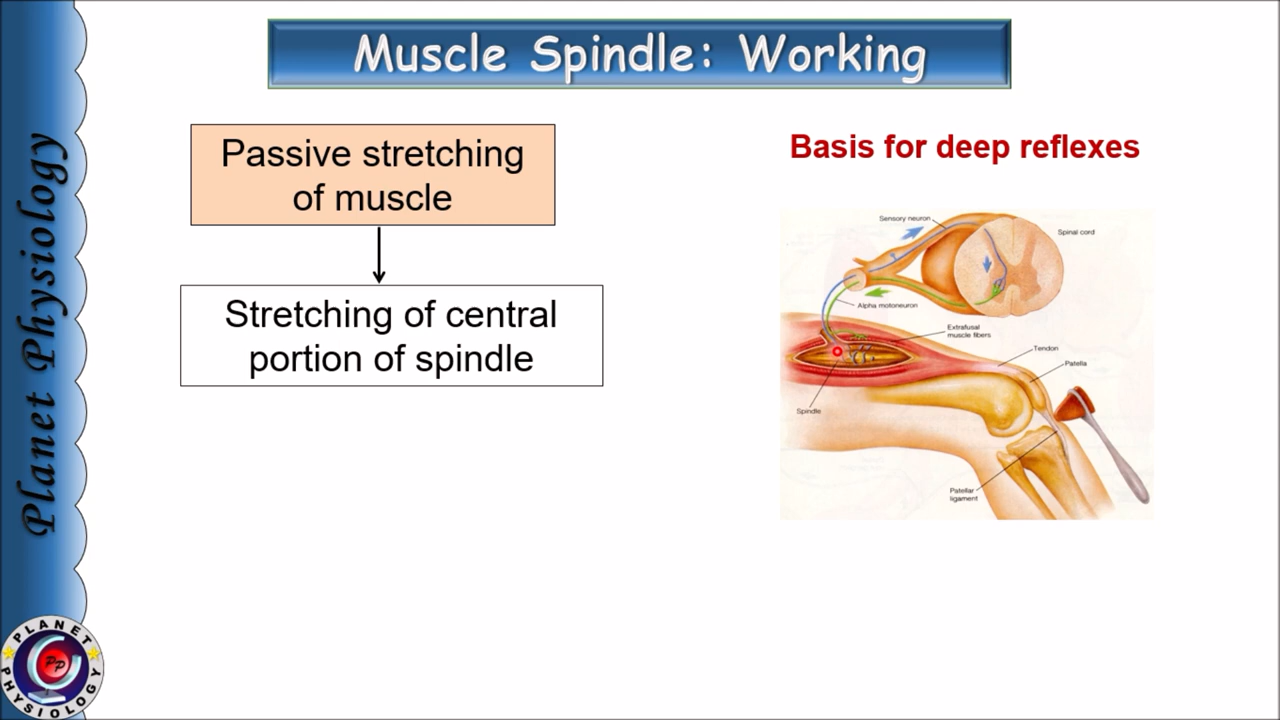 Muscle Spindle: Working
Passive stretching
of muscle
Stretching of central
portion of spindle
Basis for deep reflexes
Sensory neuron
Spinal cord
Alpha motoneuron
Extrafusal
muscle fibers
Tendon
Patella
Spindle
Patellar
ligament
Planet Physiology
PLANET
PP
PHYSIOLOGY